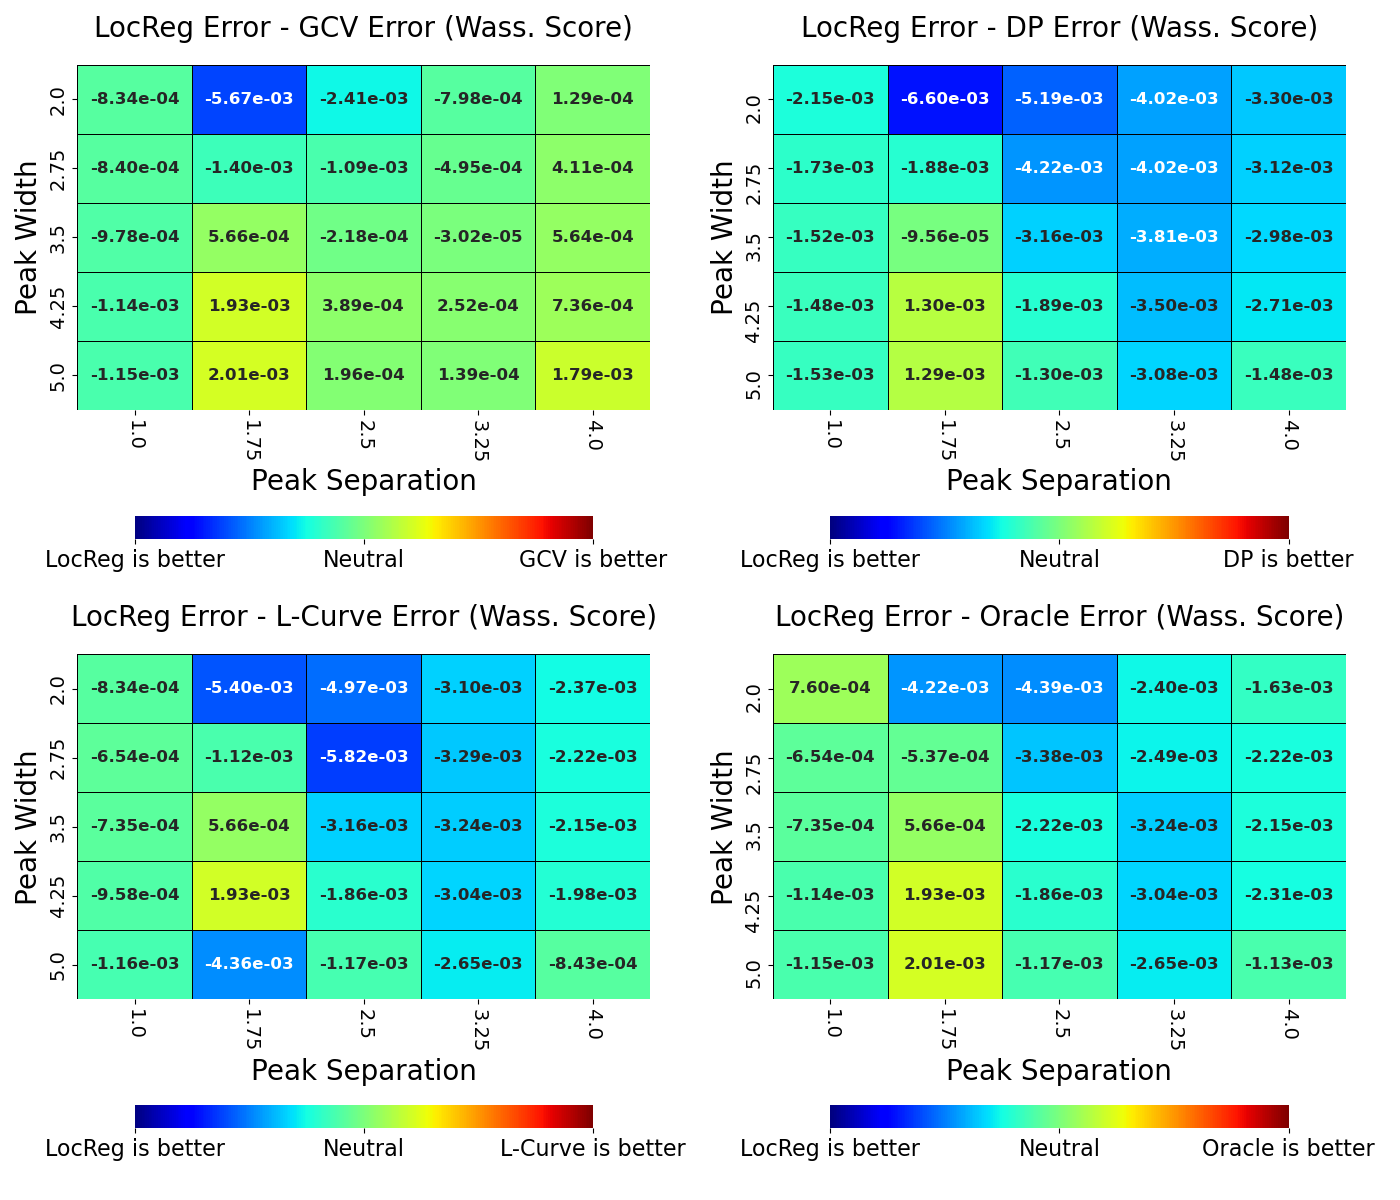 LocReg Error - GCV Error (Wass. Score)
Peak Width
2.0 -8.34e-04 -5.67e-03 -2.41e-03 -7.98e-04 1.29e-04
2.75 -8.40e-04 -1.40e-03 -1.09e-03 -4.95e-04 4.11e-04
3.5 -9.78e-04 5.66e-04 -2.18e-04 -3.02e-05 5.64e-04
4.25 -1.14e-03 1.93e-03 3.89e-04 2.52e-04 7.36e-04
5.0 -1.15e-03 2.01e-03 1.96e-04 1.39e-04 1.79e-03
1.0 1.75 2.5 3.25 4.0
Peak Separation
LocReg is better Neutral GCV is better
LocReg Error - DP Error (Wass. Score)
Peak Width
2.0 -2.15e-03 -6.60e-03 -5.19e-03 -4.02e-03 -3.30e-03
2.75 -1.73e-03 -1.88e-03 -4.22e-03 -4.02e-03 -3.12e-03
3.5 -1.52e-03 -9.56e-05 -3.16e-03 -3.81e-03 -2.98e-03
4.25 -1.48e-03 1.30e-03 -1.89e-03 -3.50e-03 -2.71e-03
5.0 -1.53e-03 1.29e-03 -1.30e-03 -3.08e-03 -1.48e-03
1.0 1.75 2.5 3.25 4.0
Peak Separation
LocReg is better Neutral DP is better
LocReg Error - L-Curve Error (Wass. Score)
Peak Width
2.0 -8.34e-04 -5.40e-03 -4.97e-03 -3.10e-03 -2.37e-03
2.75 -6.54e-04 -1.12e-03 -5.82e-03 -3.29e-03 -2.22e-03
3.5 -7.35e-04 5.66e-04 -3.16e-03 -3.24e-03 -2.15e-03
4.25 -9.58e-04 1.93e-03 -1.86e-03 -3.04e-03 -1.98e-03
5.0 -1.16e-03 -4.36e-03 -1.17e-03 -2.65e-03 -8.43e-04
1.0 1.75 2.5 3.25 4.0
Peak Separation
LocReg is better Neutral L-Curve is better
LocReg Error - Oracle Error (Wass. Score)
Peak Width
2.0 7.60e-04 -4.22e-03 -4.39e-03 -2.40e-03 -1.63e-03
2.75 -6.54e-04 -5.37e-04 -3.38e-03 -2.49e-03 -2.22e-03
3.5 -7.35e-04 5.66e-04 -2.22e-03 -3.24e-03 -2.15e-03
4.25 -1.14e-03 1.93e-03 -1.86e-03 -3.04e-03 -2.31e-03
5.0 -1.15e-03 2.01e-03 -1.17e-03 -2.65e-03 -1.13e-03
1.0 1.75 2.5 3.25 4.0
Peak Separation
LocReg is better Neutral Oracle is better